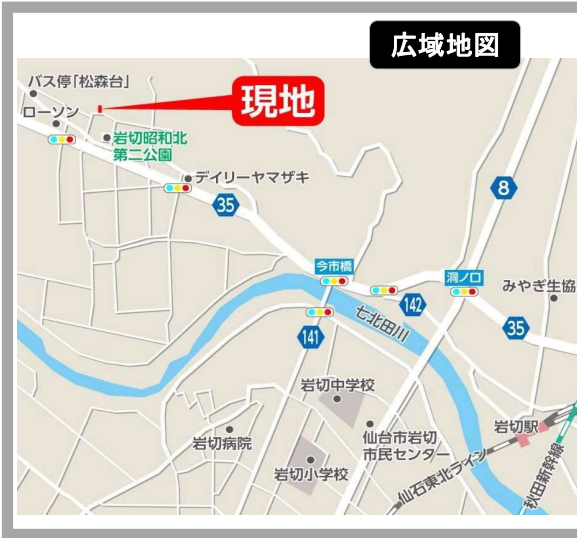 広域地図
バス停「松森台」
現地
ローソン
岩切昭和北
第二公園
デイリーヤマザキ
35
8
今市橋
洞ノ口
みやぎ生協
142
35
七北田川
141
岩切中学校
岩切駅
岩切病院
仙台市岩切
市民センター
岩切小学校
仙石東北ライン
秋田新幹線